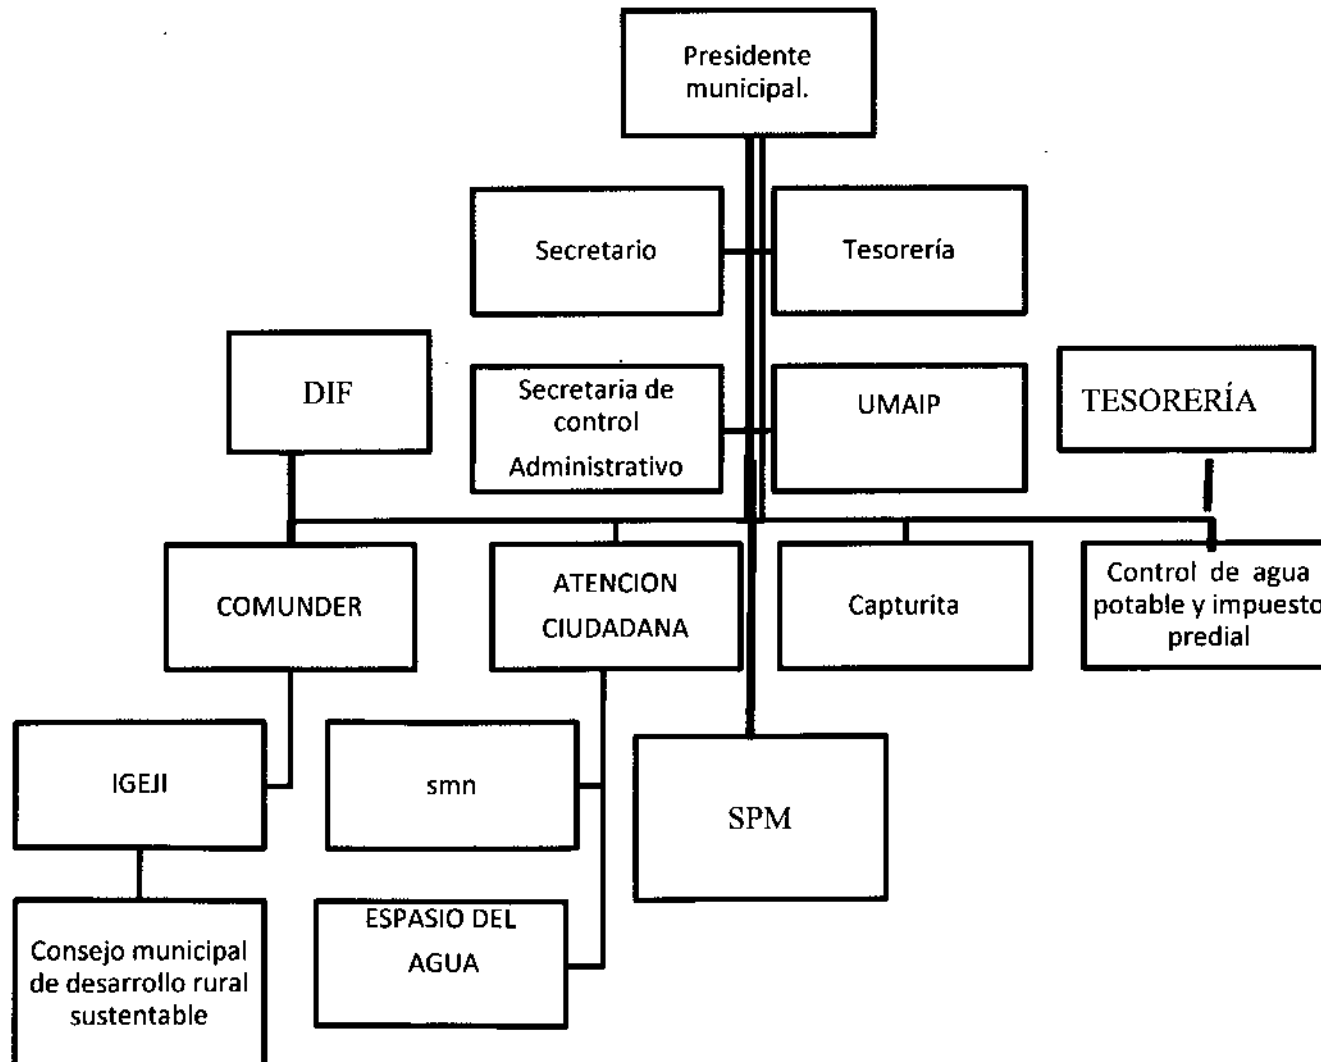 Presidente
municipal.
Secretario
Tesorería
DIF
Secretaria de
control
Administrativo
UMAIP
TESORERÍA
COMUNDER
ATENCION
CIUDADANA
Capturita
Control de agua
potable y impuesto
predial
IGEJI
smn
SPM
Consejo municipal
de desarrollo rural
sustentable
ESPASIO DEL
AGUA